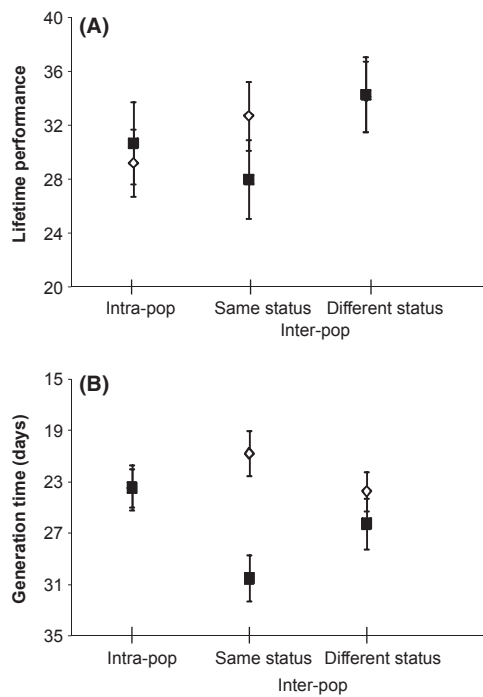 (A)
Lifetime performance
40
36
32
28
24
20
Intra-pop Same status Different status
Inter-pop
(B)
Generation time (days)
15
19
23
27
31
35
Intra-pop Same status Different status
Inter-pop